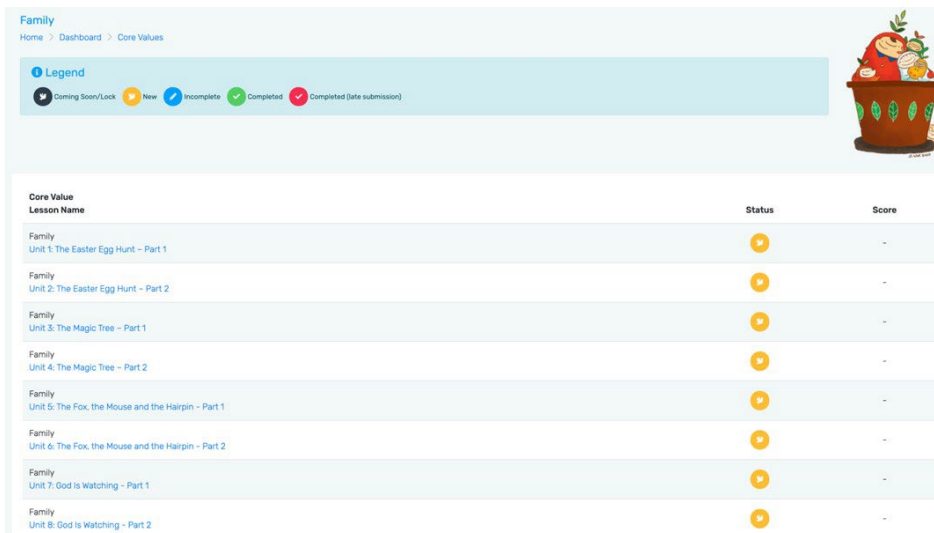 Family
Home > Dashboard > Core Values
Legend
Coming Soon/Lock New Incomplete Completed Completed (late submission)
Core Value
Lesson Name Status Score
Family
Unit 1: The Easter Egg Hunt – Part 1 -
Family
Unit 2: The Easter Egg Hunt – Part 2 -
Family
Unit 3: The Magic Tree – Part 1 -
Family
Unit 4: The Magic Tree – Part 2 -
Family
Unit 5: The Fox, the Mouse and the Hairpin - Part 1 -
Family
Unit 6: The Fox, the Mouse and the Hairpin - Part 2 -
Family
Unit 7: God Is Watching - Part 1 -
Family
Unit 8: God Is Watching - Part 2 -